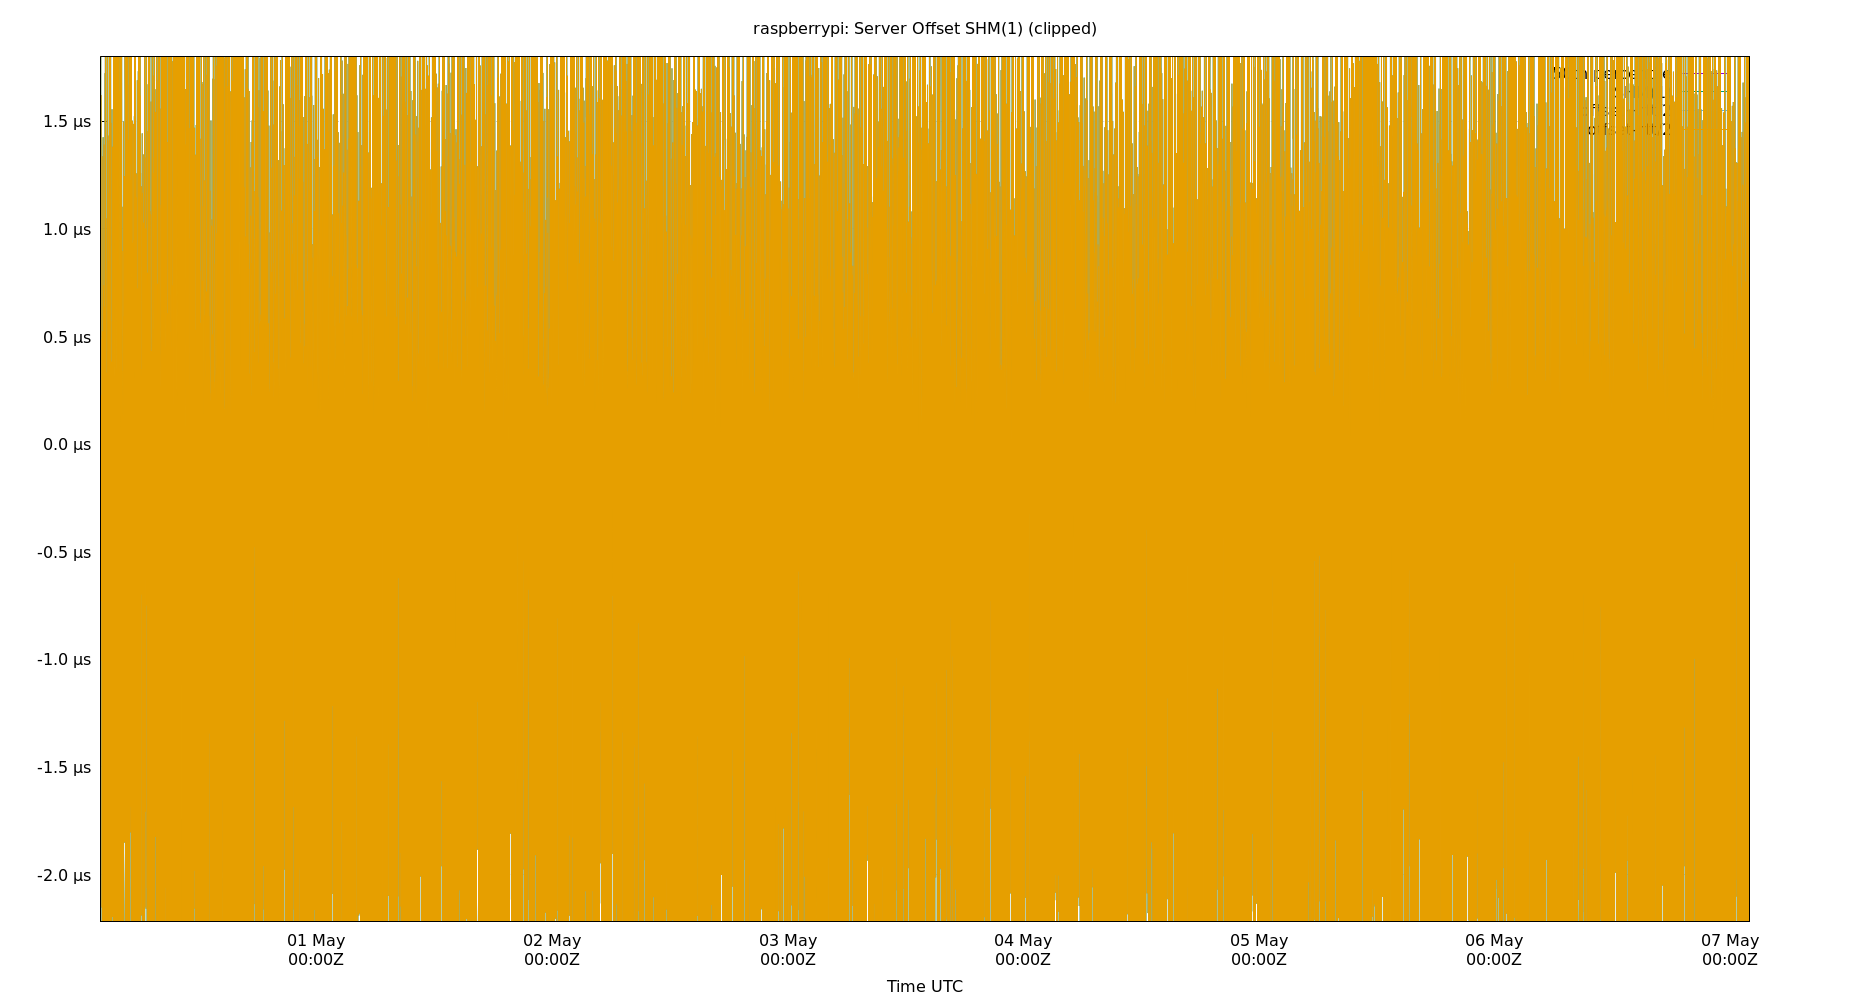 raspberrypi: Server Offset SHM(1) (clipped)
1.5 µs
1.0 µs
0.5 µs
0.0 µs
-0.5 µs
-1.0 µs
-1.5 µs
-2.0 µs
01 May 02 May 03 May 04 May 05 May 06 May 07 May
00:00Z 00:00Z 00:00Z 00:00Z 00:00Z 00:00Z 00:00Z
Time UTC